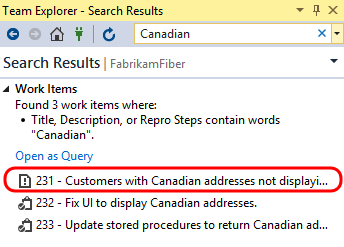 Team Explorer - Search Results
Canadian
Search Results | FabrikamFiber
Work Items
Found 3 work items where:
• Title, Description, or Repro Steps contain words
"Canadian".
Open as Query
231 - Customers with Canadian addresses not displayi...
232 - Fix UI to display Canadian addresses.
233 - Update stored procedures to return Canadian ad...